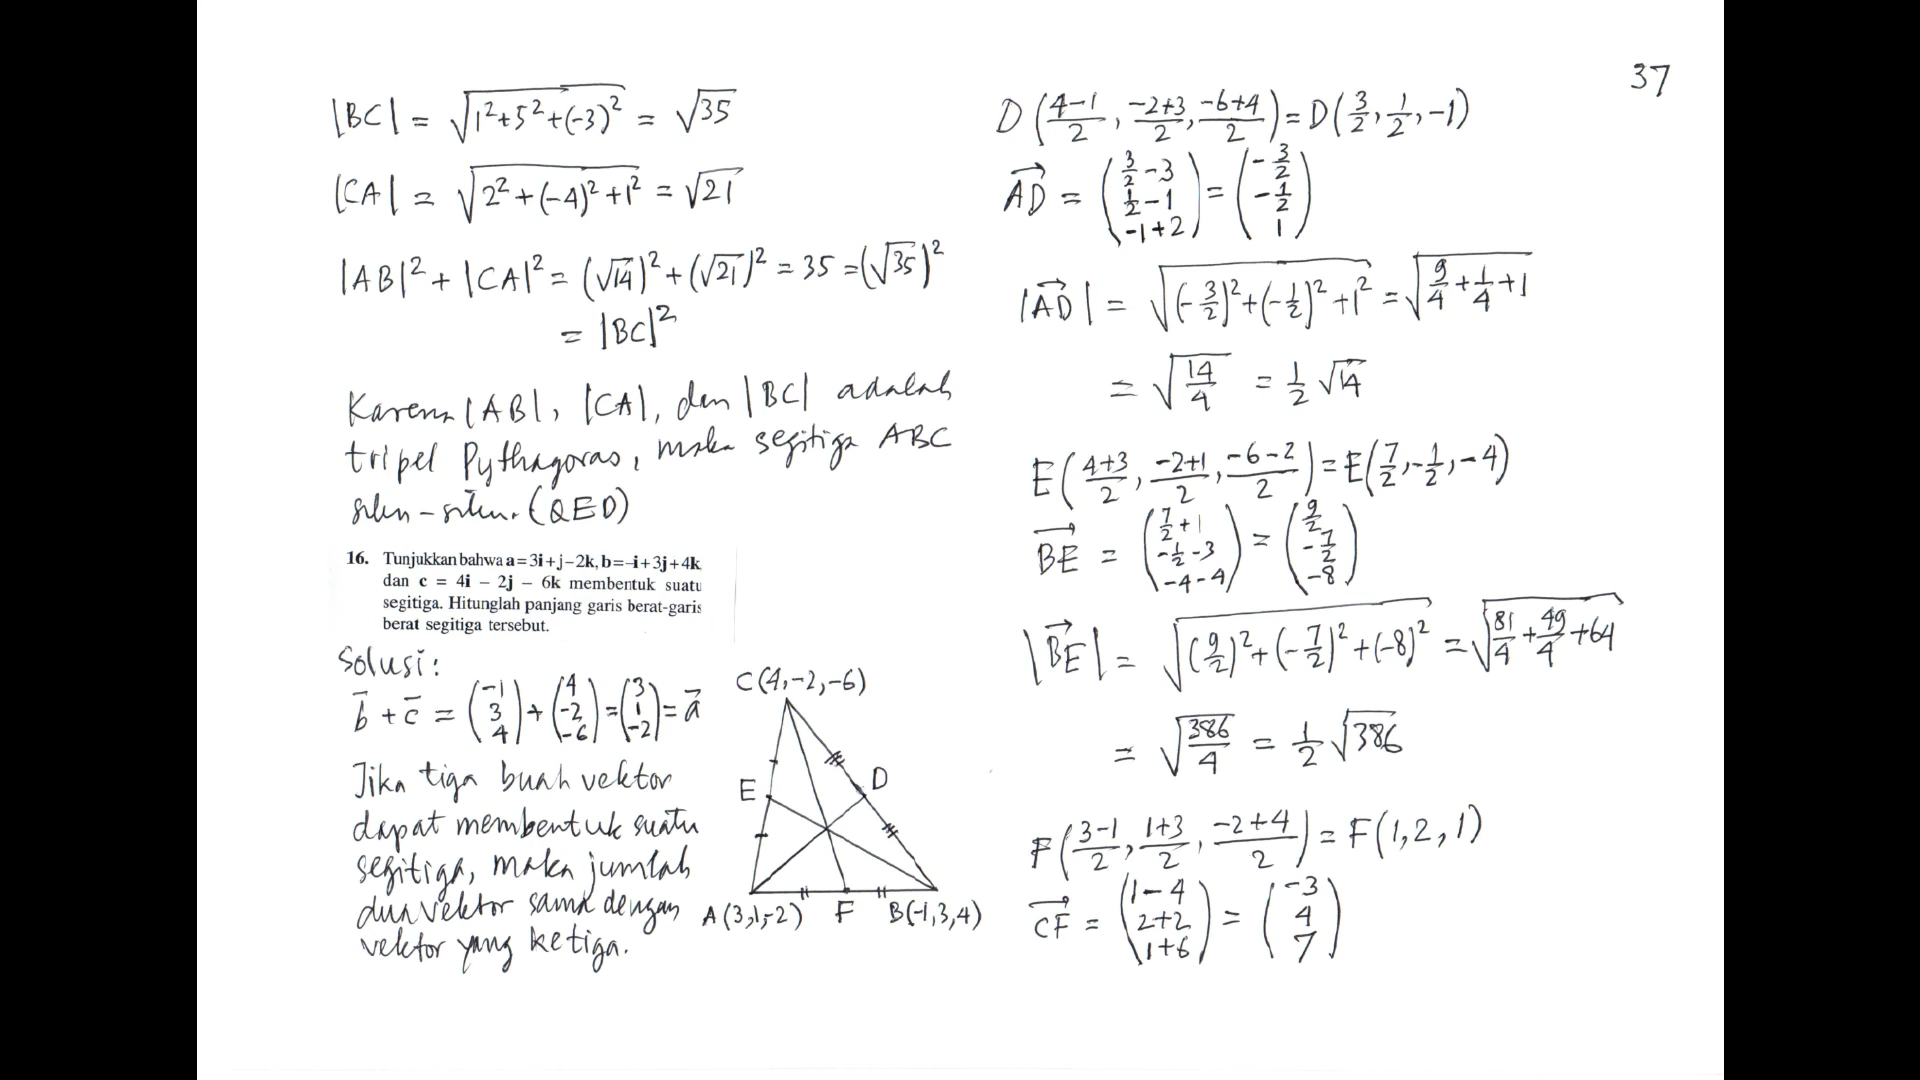 37
|BC| = √(1²+5²+(-3)²) = √35
|CA| = √(2²+(-4)²+1²) = √21
|AB|² + |CA|² = (√14)² + (√21)² = 35 = (√35)²
= |BC|²
Karena |AB|, |CA|, dan |BC| adalah
tripel Pythagoras, maka segitiga ABC
siku-siku. (QED)
16. Tunjukkan bahwa a = 3i + j – 2k, b = –i + 3j + 4k
dan c = 4i – 2j – 6k membentuk suatu
segitiga. Hitunglah panjang garis berat-garis
berat segitiga tersebut.
Solusi:
b̄ + c̄ = (-1 3 4) + (4 -2 -6) = (3 1 -2) = ā
Jika tiga buah vektor
dapat membentuk suatu
segitiga, maka jumlah
dua vektor sama dengan
vektor yang ketiga.
C(4,-2,-6)
E
D
A(3,1,-2)
F
B(-1,3,4)
D((4-1)/2, (-2+3)/2, (-6+4)/2) = D(3/2, 1/2, -1)
AD→ = (3/2-3 1/2-1 -1+2) = (-3/2 -1/2 1)
|AD→| = √((-3/2)²+(-1/2)²+1²) = √(9/4+1/4+1)
= √(14/4) = 1/2 √14
E((4+3)/2, (-2+1)/2, (-6-2)/2) = E(7/2, -1/2, -4)
BE→ = (7/2+1 -1/2-3 -4-4) = (9/2 -7/2 -8)
|BE→| = √((9/2)²+(-7/2)²+(-8)²) = √(81/4+49/4+64)
= √(386/4) = 1/2 √386
F((3-1)/2, (1+3)/2, (-2+4)/2) = F(1,2,1)
CF→ = (1-4 2+2 1+6) = (-3 4 7)